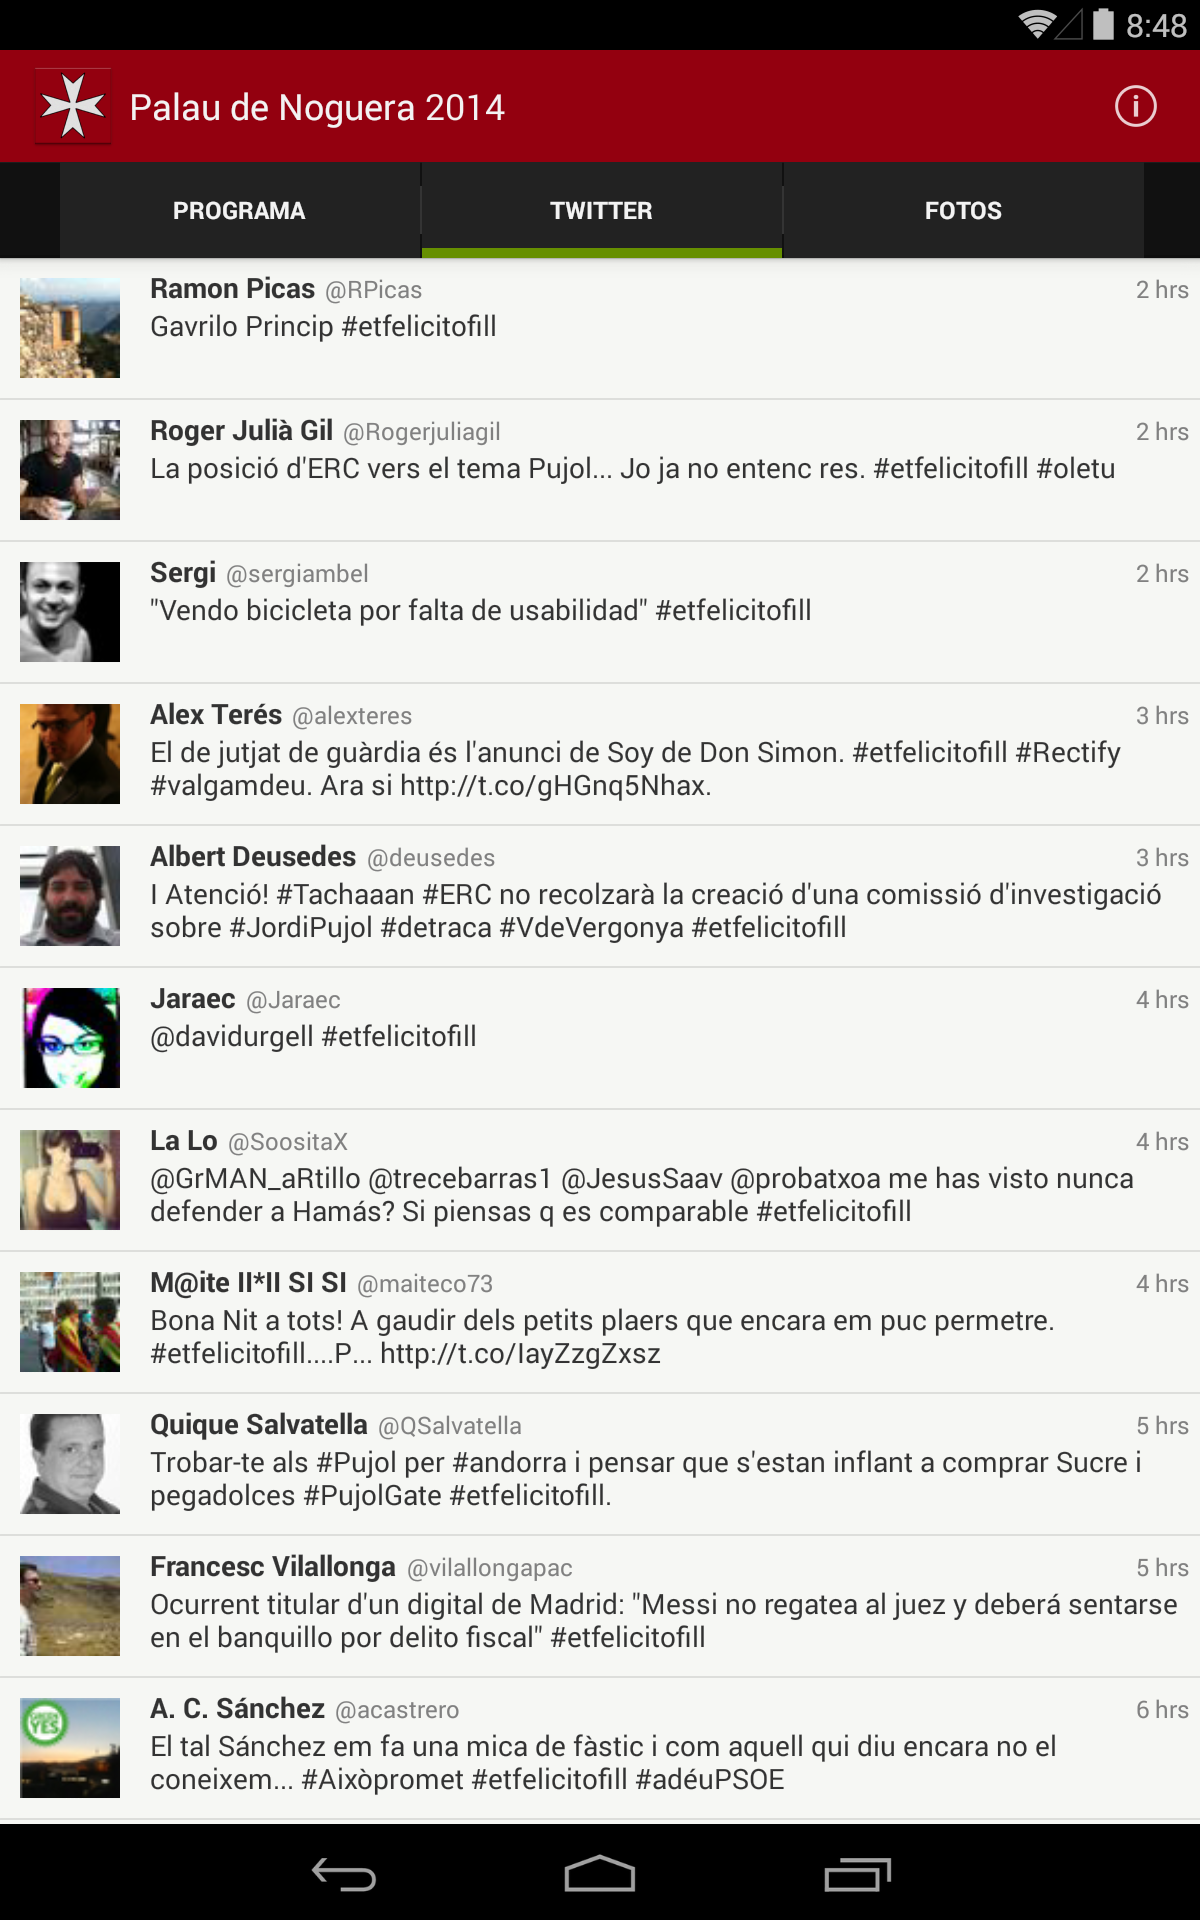 8:48
Palau de Noguera 2014
PROGRAMA
TWITTER
FOTOS
Ramon Picas @RPicas 2 hrs
Gavrilo Princip #etfelicitofill
Roger Julià Gil @Rogerjuliagil 2 hrs
La posició d'ERC vers el tema Pujol... Jo ja no entenc res. #etfelicitofill #oletu
Sergi @sergiambel 2 hrs
"Vendo bicicleta por falta de usabilidad" #etfelicitofill
Alex Terés @alexteres 3 hrs
El de jutjat de guàrdia és l'anunci de Soy de Don Simon. #etfelicitofill #Rectify
#valgamdeu. Ara si http://t.co/gHGnq5Nhax.
Albert Deusedes @deusedes 3 hrs
I Atenció! #Tachaaan #ERC no recolzarà la creació d'una comissió d'investigació
sobre #JordiPujol #detraca #VdeVergonya #etfelicitofill
Jaraec @Jaraec 4 hrs
@davidurgell #etfelicitofill
La Lo @SoositaX 4 hrs
@GrMAN_aRtillo @trecebarras1 @JesusSaav @probatxoa me has visto nunca
defender a Hamás? Si piensas q es comparable #etfelicitofill
M@ite II*II SI SI @maiteco73 4 hrs
Bona Nit a tots! A gaudir dels petits plaers que encara em puc permetre.
#etfelicitofill....P... http://t.co/IayZzgZxsz
Quique Salvatella @QSalvatella 5 hrs
Trobar-te als #Pujol per #andorra i pensar que s'estan inflant a comprar Sucre i
pegadolces #PujolGate #etfelicitofill.
Francesc Vilallonga @vilallongapac 5 hrs
Ocurrent titular d'un digital de Madrid: "Messi no regatea al juez y deberá sentarse
en el banquillo por delito fiscal" #etfelicitofill
YES
A. C. Sánchez @acastrero 6 hrs
El tal Sánchez em fa una mica de fàstic i com aquell qui diu encara no el
coneixem... #Aixòpromet #etfelicitofill #adéuPSOE